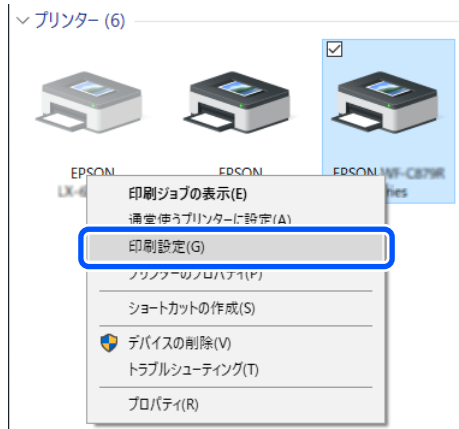 プリンター (6)
EPSON EPSON EPSON
印刷ジョブの表示(E)
通常使うプリンターに設定(A)
印刷設定(G)
プリンターのプロパティ(P)
ショートカットの作成(S)
デバイスの削除(V)
トラブルシューティング(T)
プロパティ(R)